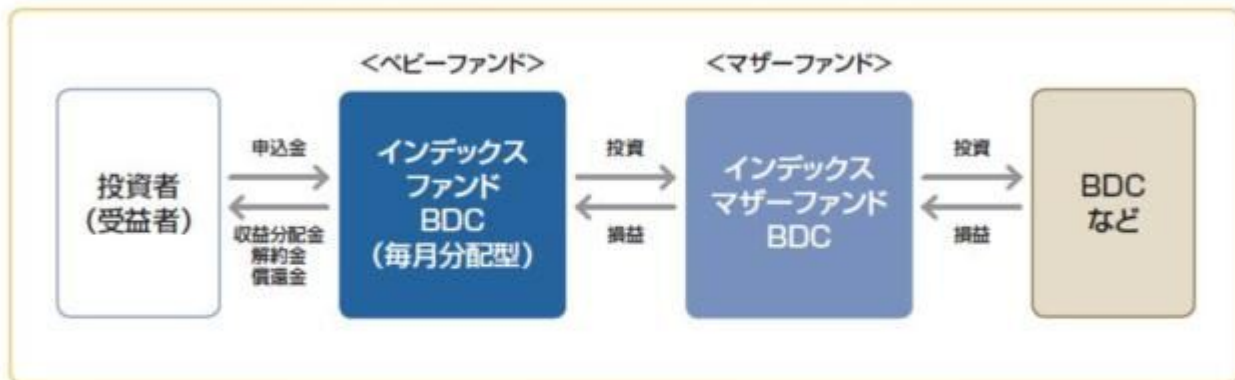 <ベビーファンド>
<マザーファンド>
投資者
(受益者)
申込金
収益分配金
解約金
償還金
インデックス
ファンド
BDC
(毎月分配型)
投資
損益
インデックス
マザーファンド
BDC
投資
損益
BDC
など